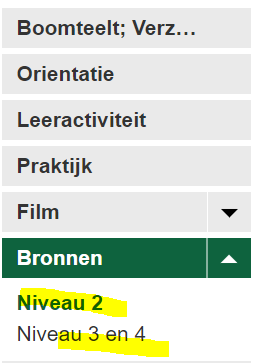 Boomteelt; Verz...
Orientatie
Leeractiviteit
Praktijk
Film
Bronnen
Niveau 2
Niveau 3 en 4